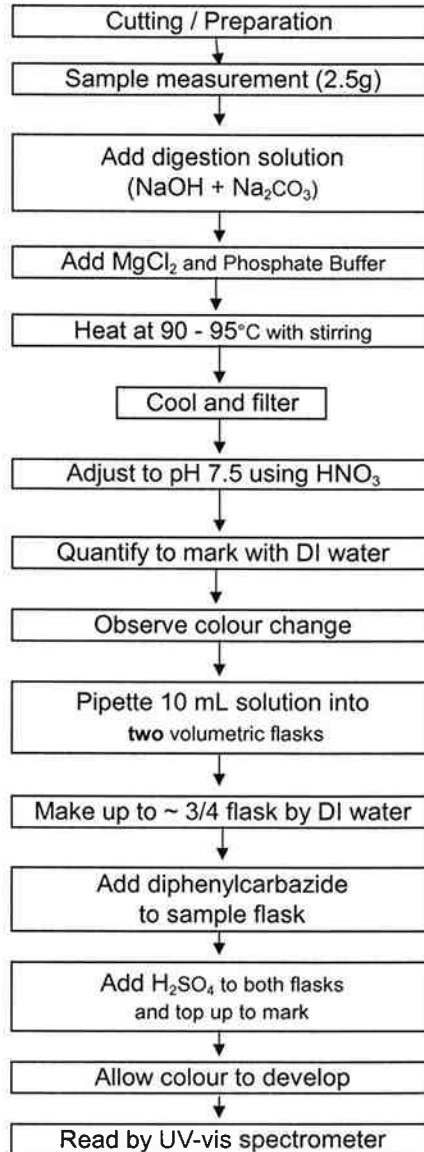 Cutting / Preparation
Sample measurement (2.5g)
Add digestion solution
(NaOH + Na₂CO₃)
Add MgCl₂ and Phosphate Buffer
Heat at 90 - 95°C with stirring
Cool and filter
Adjust to pH 7.5 using HNO₃
Quantify to mark with DI water
Observe colour change
Pipette 10 mL solution into
two volumetric flasks
Make up to ~ 3/4 flask by DI water
Add diphenylcarbazide
to sample flask
Add H₂SO₄ to both flasks
and top up to mark
Allow colour to develop
Read by UV-vis spectrometer